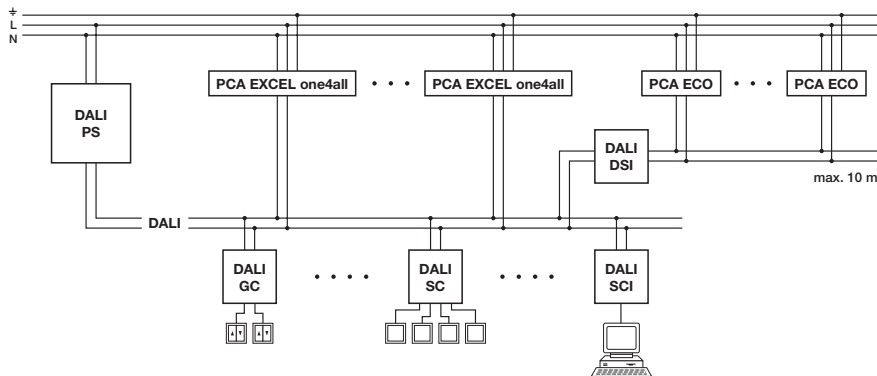 ⏚
L
N
PCA EXCEL one4all
PCA EXCEL one4all
PCA ECO
PCA ECO
DALI
PS
DALI
DSI
max. 10 m
DALI
DALI
GC
DALI
SC
DALI
SCI